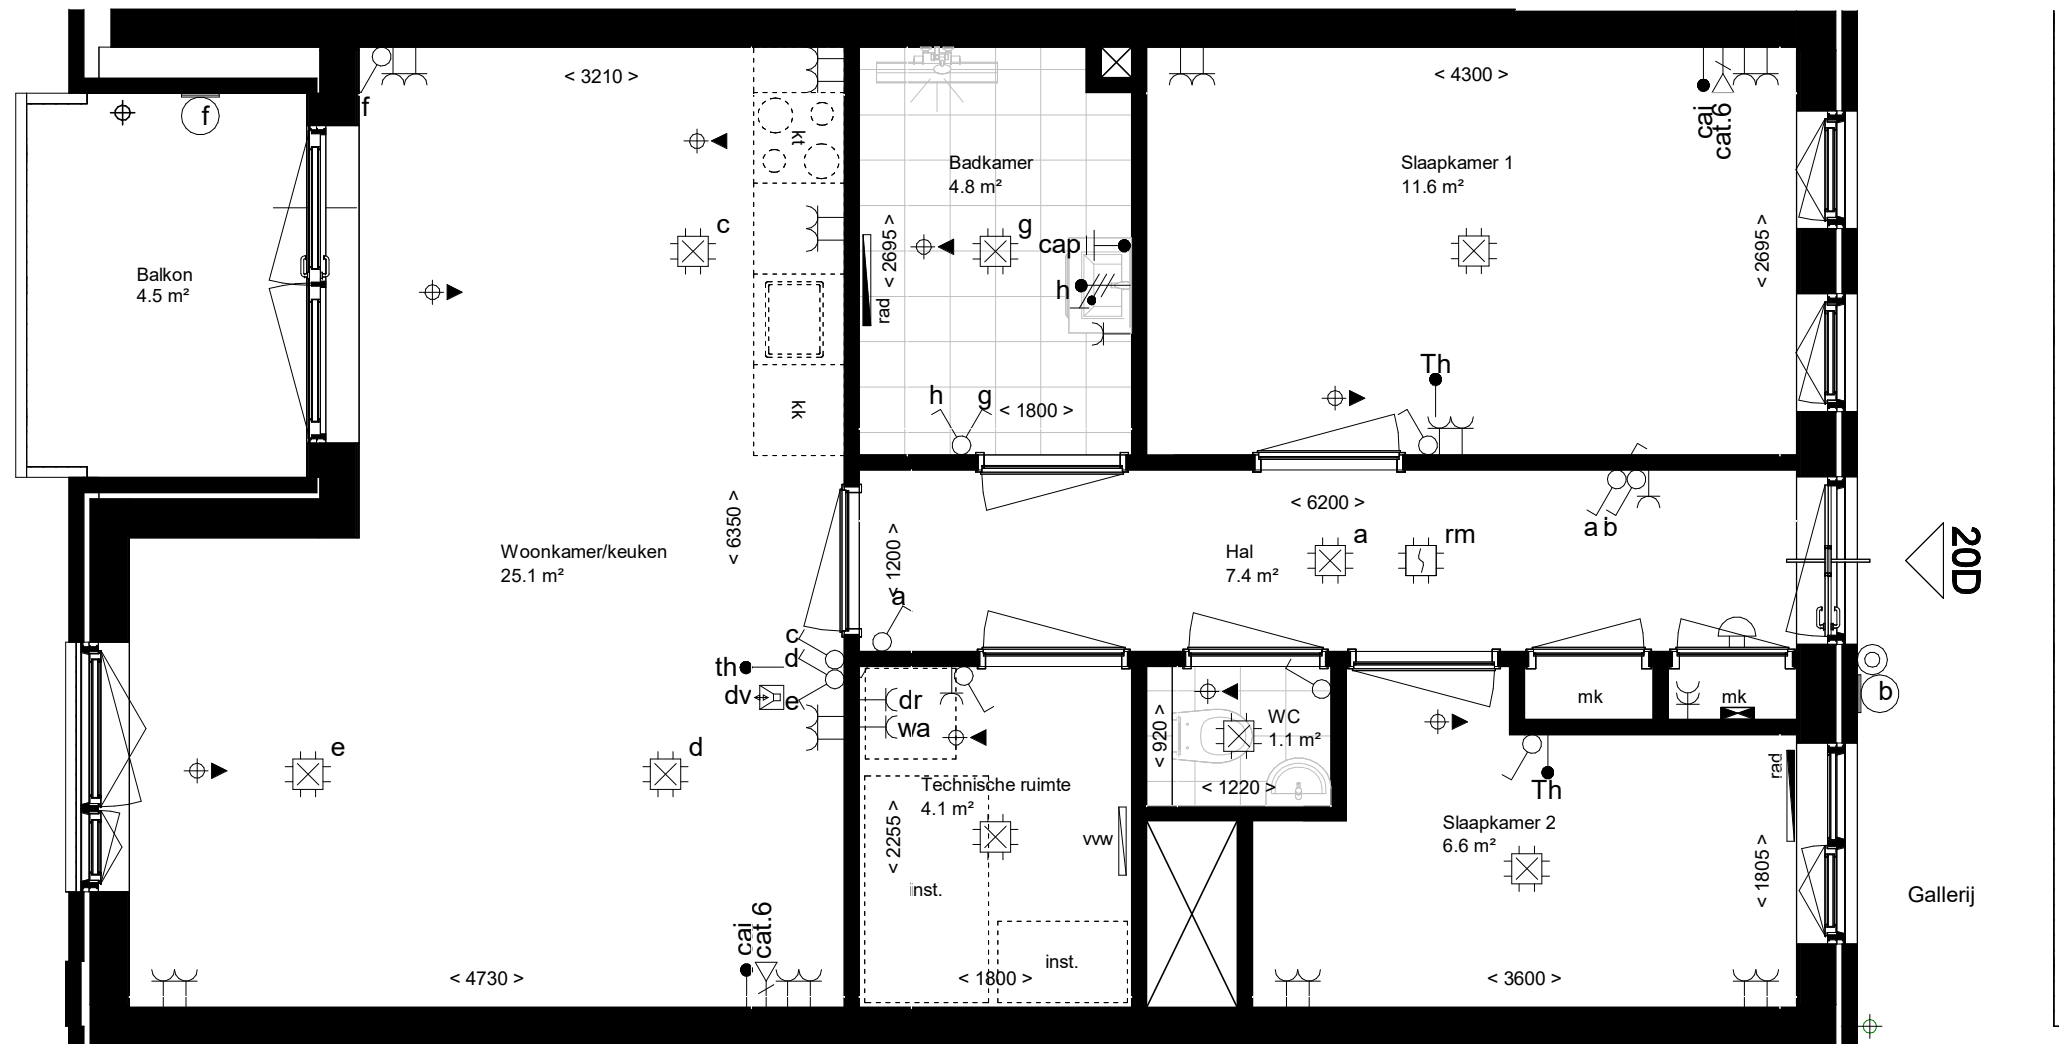 < 3210 >
< 4300 >
f
f
cai
cat.6
kt
Badkamer
4.8 m²
Slaapkamer 1
11.6 m²
c
g
cap
< 2695 >
< 2695 >
Balkon
4.5 m²
h
rad
Th
kk
h
g
< 1800 >
< 6350 >
< 6200 >
a b
a
rm
Woonkamer/keuken
25.1 m²
< 1200 >
Hal
7.4 m²
20D
a
c
d
th
dv
e
dr
wa
mk
mk
b
WC
1.1 m²
< 920 >
e
d
< 1220 >
rad
Th
Technische ruimte
4.1 m²
< 2255 >
vvw
Slaapkamer 2
6.6 m²
< 1805 >
inst.
Gallerij
cai
cat.6
inst.
< 4730 >
< 1800 >
< 3600 >